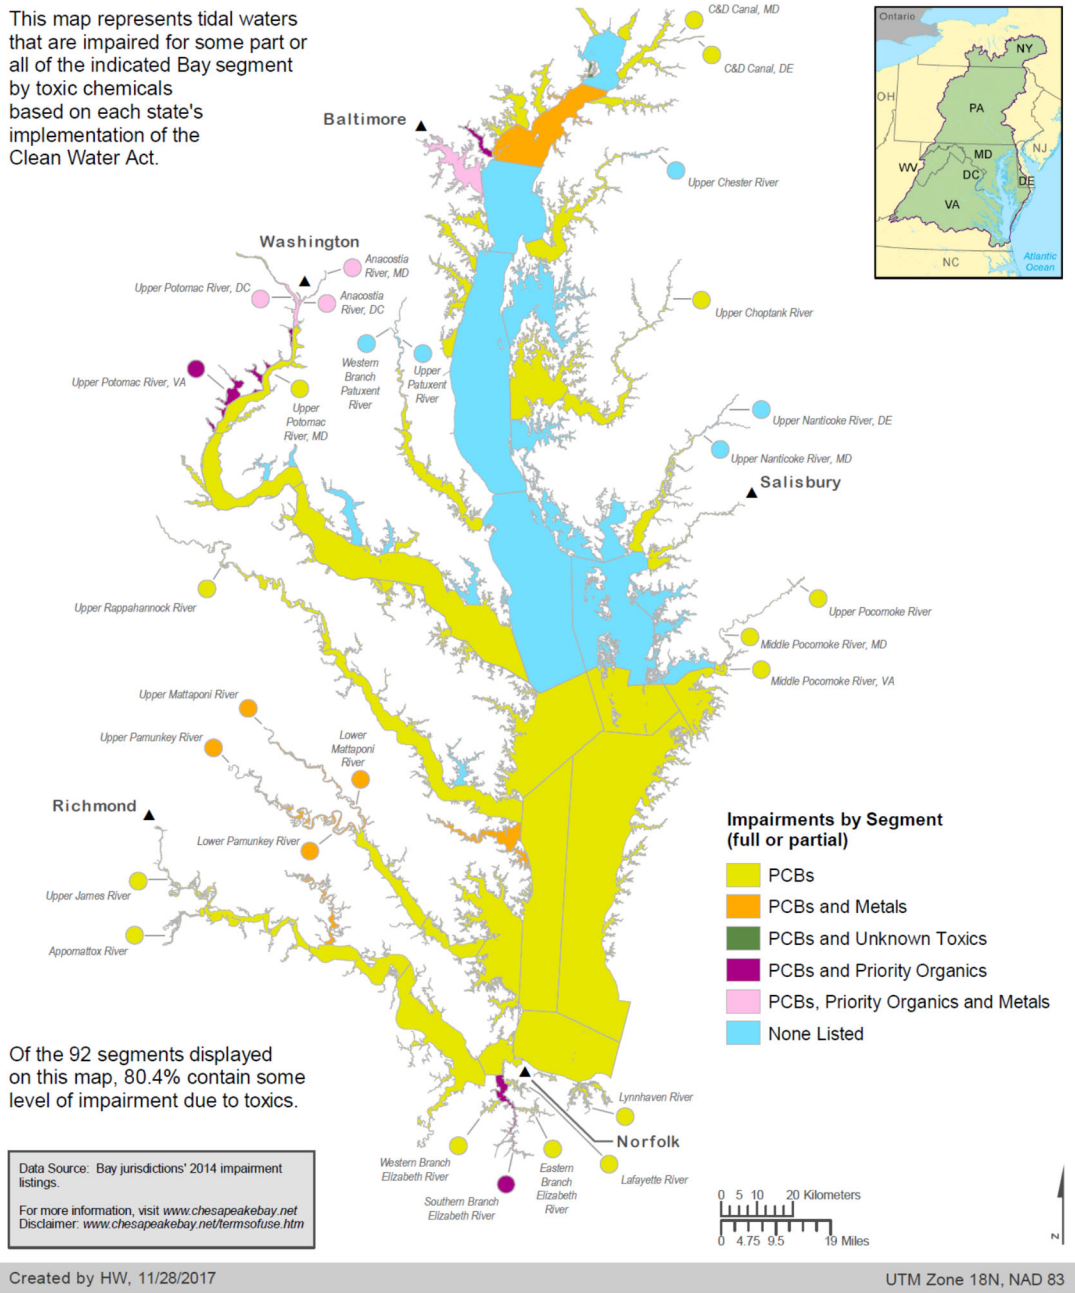 This map represents tidal waters
that are impaired for some part or
all of the indicated Bay segment
by toxic chemicals
based on each state's
implementation of the
Clean Water Act.
C&D Canal, MD
C&D Canal, DE
Baltimore
Upper Chester River
Ontario
NY
OH
PA
NJ
MD
WV
DC
DE
VA
NC
Atlantic
Ocean
Washington
Anacostia
River, MD
Upper Potomac River, DC
Anacostia
River, DC
Upper Choptank River
Western
Branch
Patuxent
River
Upper
Patuxent
River
Upper Potomac River, VA
Upper
Potomac
River, MD
Upper Nanticoke River, DE
Upper Nanticoke River, MD
Salisbury
Upper Rappahannock River
Upper Pocomoke River
Middle Pocomoke River, MD
Middle Pocomoke River, VA
Upper Mattaponi River
Upper Pamunkey River
Lower
Mattaponi
River
Richmond
Lower Pamunkey River
Upper James River
Appomattox River
Impairments by Segment
(full or partial)
PCBs
PCBs and Metals
PCBs and Unknown Toxics
PCBs and Priority Organics
PCBs, Priority Organics and Metals
None Listed
Of the 92 segments displayed
on this map, 80.4% contain some
level of impairment due to toxics.
Lynnhaven River
Norfolk
Lafayette River
Western Branch
Elizabeth River
Southern Branch
Elizabeth River
Eastern
Branch
Elizabeth
River
Data Source: Bay jurisdictions' 2014 impairment
listings.
For more information, visit www.chesapeakebay.net
Disclaimer: www.chesapeakebay.net/termsofuse.htm
0 5 10 20 Kilometers
0 4.75 9.5 19 Miles
N
Created by HW, 11/28/2017
UTM Zone 18N, NAD 83